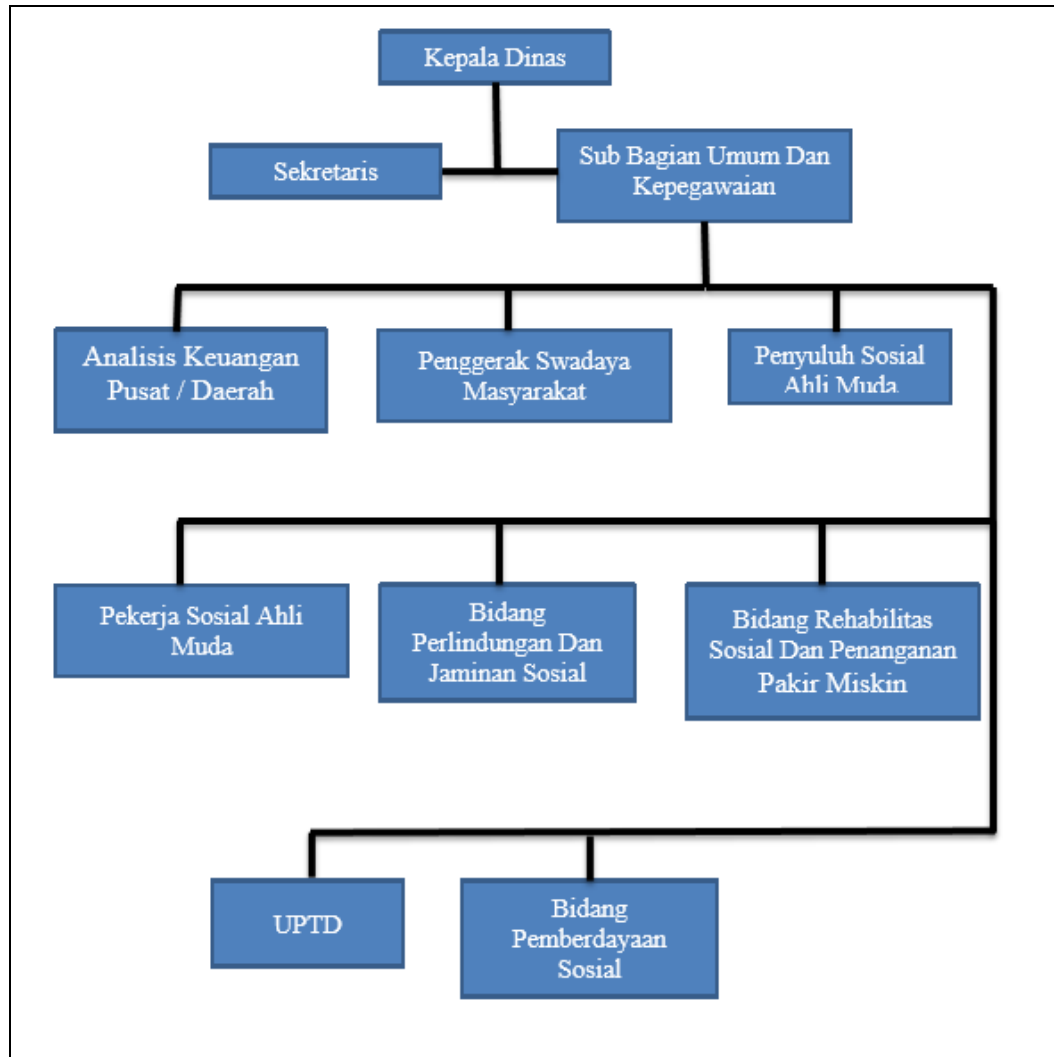 Kepala Dinas
Sekretaris
Sub Bagian Umum Dan
Kepegawaian
Analisis Keuangan
Pusat / Daerah
Penggerak Swadaya
Masyarakat
Penyuluh Sosial
Ahli Muda
Pekerja Sosial Ahli
Muda
Bidang
Perlindungan Dan
Jaminan Sosial
Bidang Rehabilitas
Sosial Dan Penanganan
Pakir Miskin
UPTD
Bidang
Pemberdayaan
Sosial